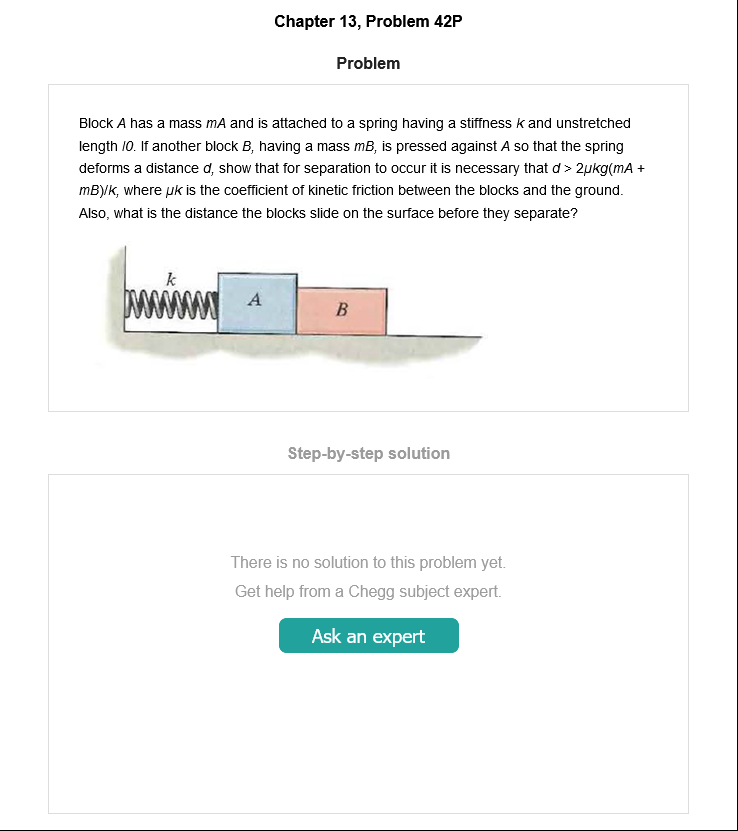 Chapter 13, Problem 42P
Problem
Block A has a mass mA and is attached to a spring having a stiffness k and unstretched
length l0. If another block B, having a mass mB, is pressed against A so that the spring
deforms a distance d, show that for separation to occur it is necessary that d > 2μkg(mA +
mB)/k, where μk is the coefficient of kinetic friction between the blocks and the ground.
Also, what is the distance the blocks slide on the surface before they separate?
k
A
B
Step-by-step solution
There is no solution to this problem yet.
Get help from a Chegg subject expert.
Ask an expert